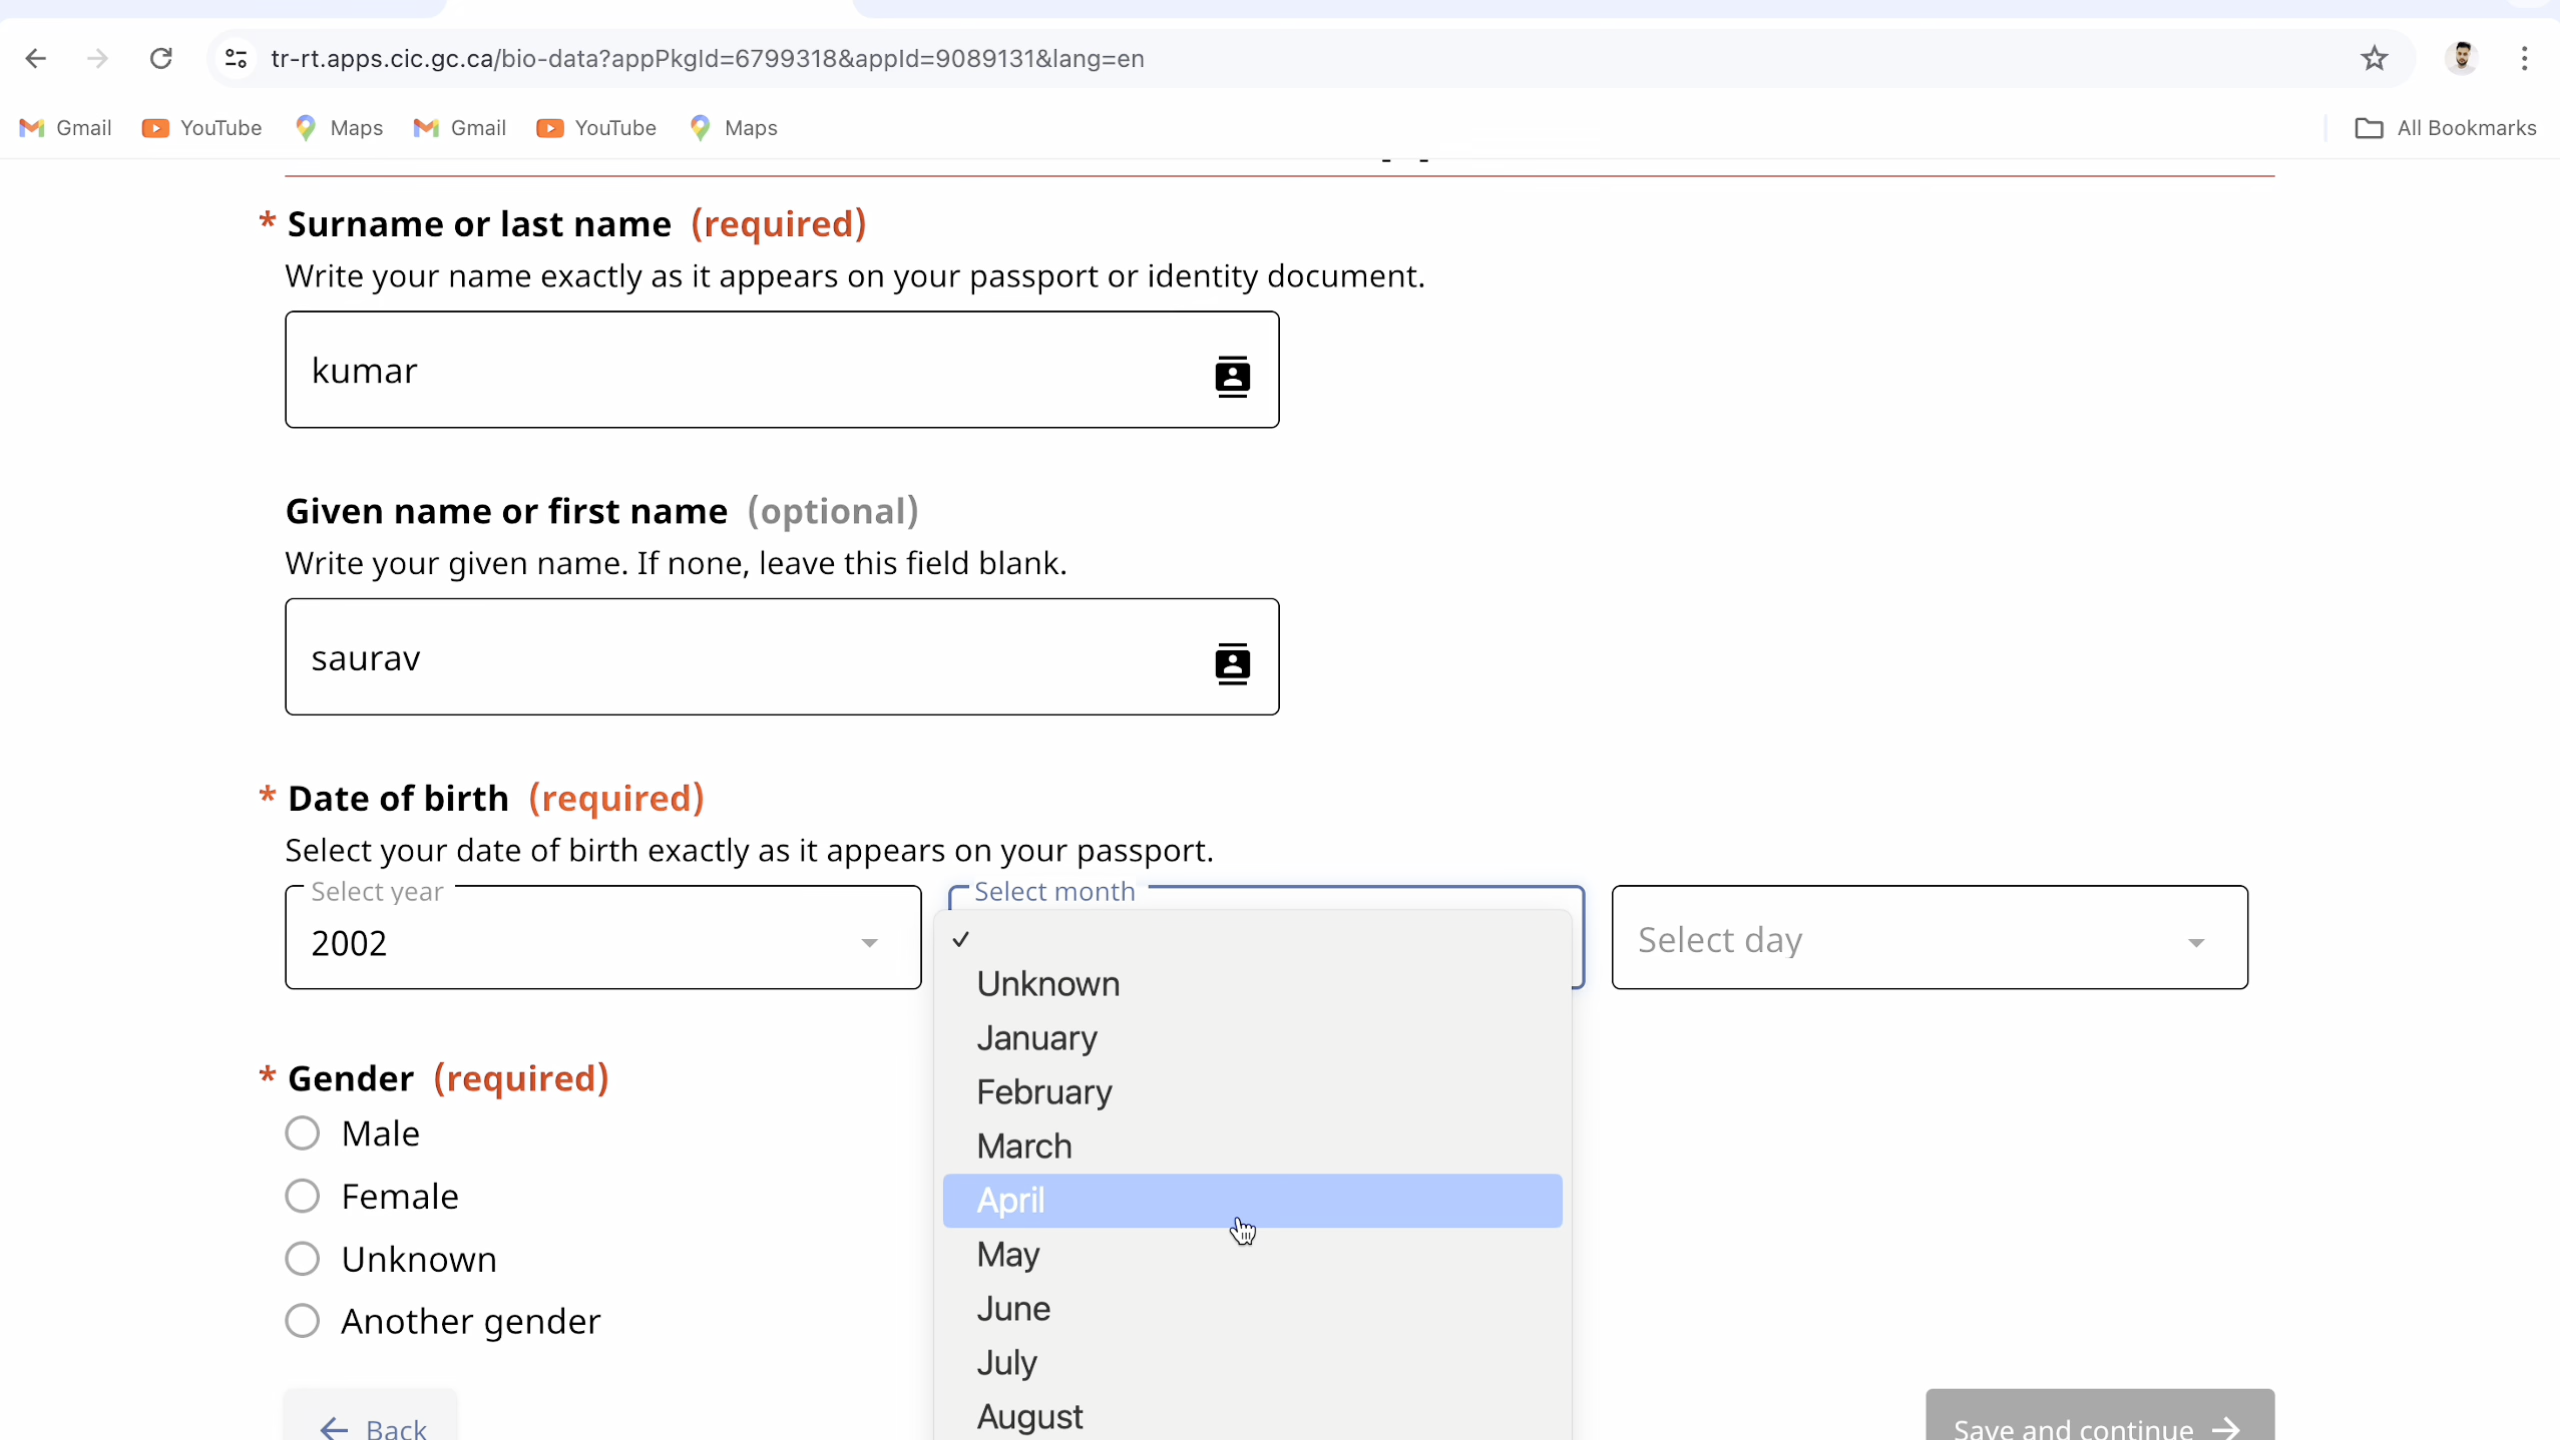 tr-rt.apps.cic.gc.ca/bio-data?appPkgId=6799318&appId=9089131&lang=en
Gmail YouTube Maps Gmail YouTube Maps All Bookmarks
* Surname or last name (required)
Write your name exactly as it appears on your passport or identity document.
kumar
Given name or first name (optional)
Write your given name. If none, leave this field blank.
saurav
* Date of birth (required)
Select your date of birth exactly as it appears on your passport.
Select year
2002
Select month
Select day
Unknown
January
February
March
April
May
June
July
August
* Gender (required)
Male
Female
Unknown
Another gender
Back
Save and continue